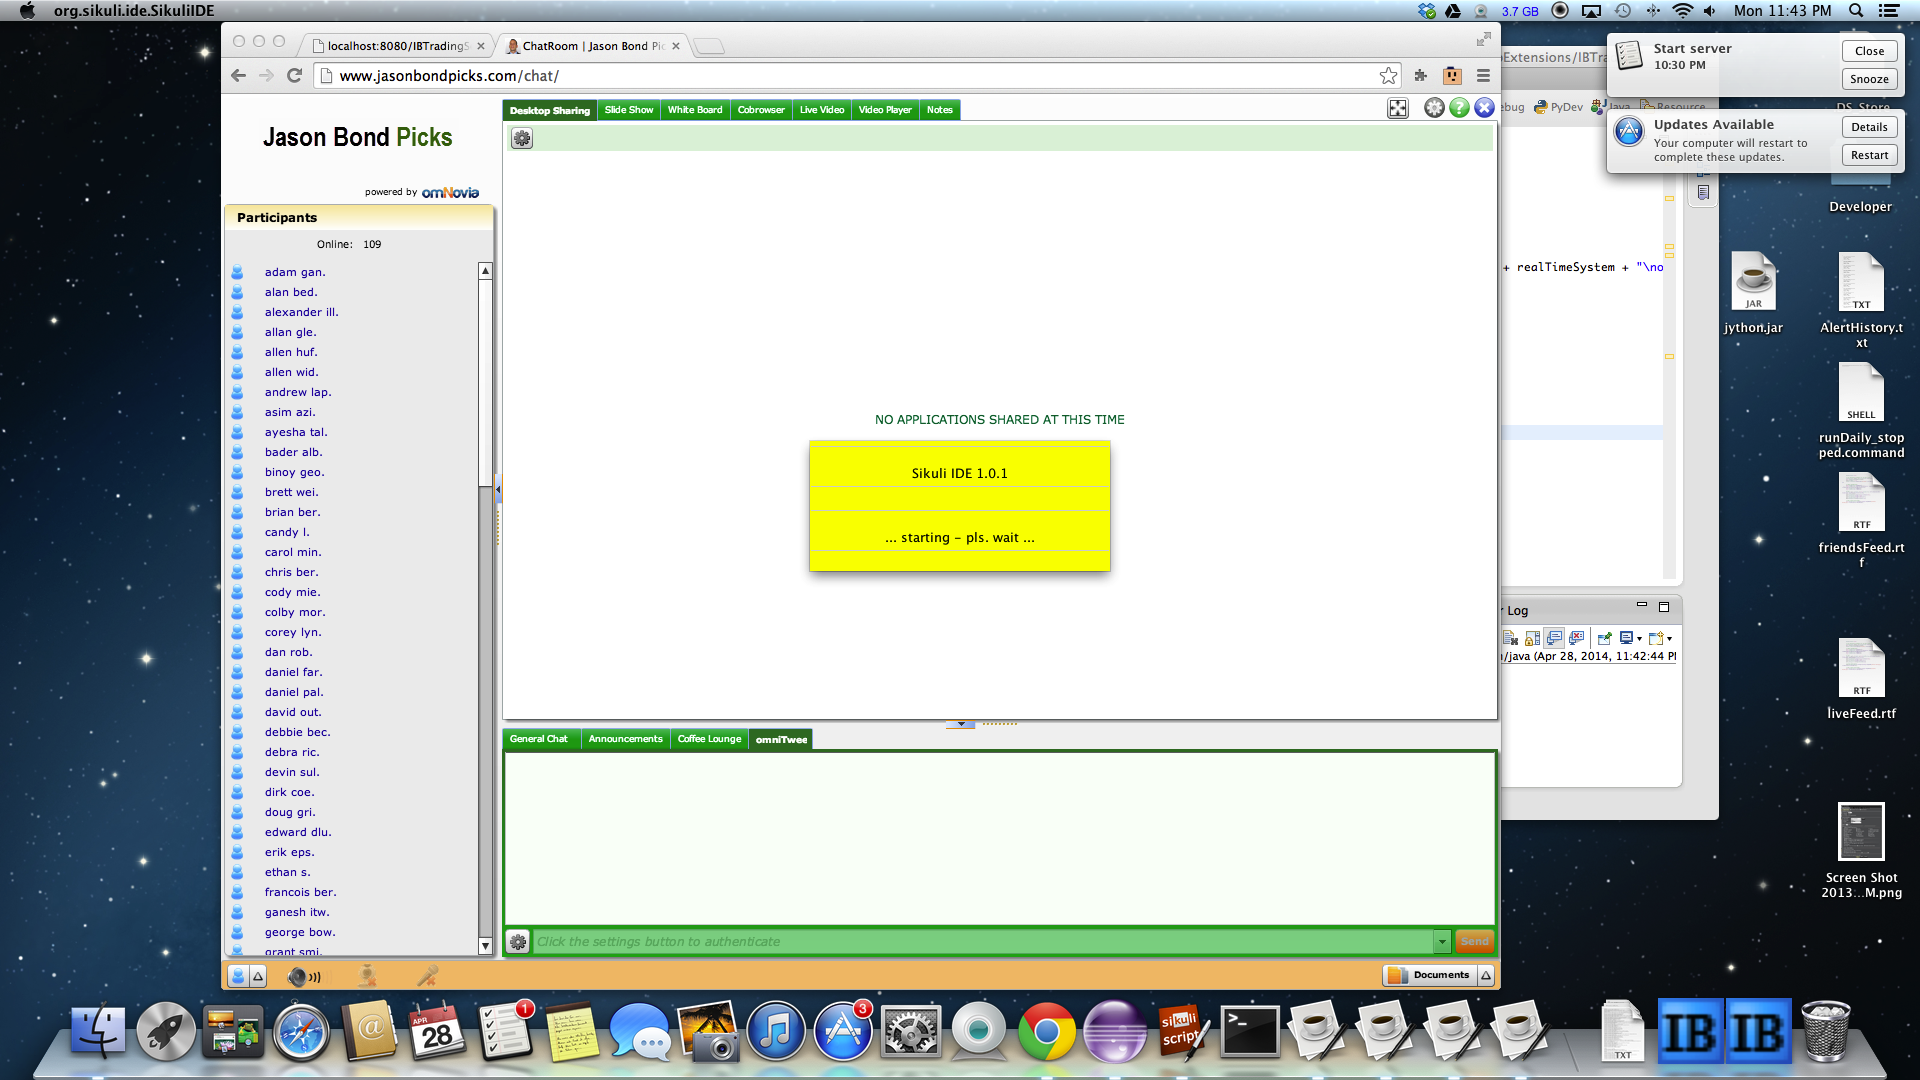 org.sikuli.ide.SikuliIDE
3.7 GB
Mon 11:43 PM
localhost:8080/IBTradingS
ChatRoom | Jason Bond Pic
www.jasonbondpicks.com/chat/
Jason Bond Picks
powered by omNovia
Participants
Online: 109
adam gan.
alan bed.
alexander ill.
allan gle.
allen huf.
allen wid.
andrew lap.
asim azi.
ayesha tal.
bader alb.
binoy geo.
brett wei.
brian ber.
candy l.
carol min.
chris ber.
cody mie.
colby mor.
corey lyn.
dan rob.
daniel far.
daniel pal.
david out.
debbie bec.
debra ric.
devin sul.
dirk coe.
doug gri.
edward dlu.
erik eps.
ethan s.
francois ber.
ganesh itw.
george bow.
grant smi.
Desktop Sharing
Slide Show
White Board
Cobrowser
Live Video
Video Player
Notes
NO APPLICATIONS SHARED AT THIS TIME
Sikuli IDE 1.0.1
... starting - pls. wait ...
General Chat
Announcements
Coffee Lounge
omniTwee
Click the settings button to authenticate
Send
Documents
Start server
10:30 PM
Close
Snooze
Updates Available
Your computer will restart to
complete these updates.
Details
Restart
oExtensions/IBTr
bug
PyDev
Java
Resource
DS_Store
Developer
+ realTimeSystem + "\no
r Log
n/java (Apr 28, 2014, 11:42:44 P
JAR
jython.jar
TXT
AlertHistory.t
xt
SHELL
runDaily_stop
ped.command
RTF
friendsFeed.rt
f
RTF
liveFeed.rtf
Screen Shot
2013...M.png
APR
28
1
3
sikuli
script
>_
TXT
IB
IB